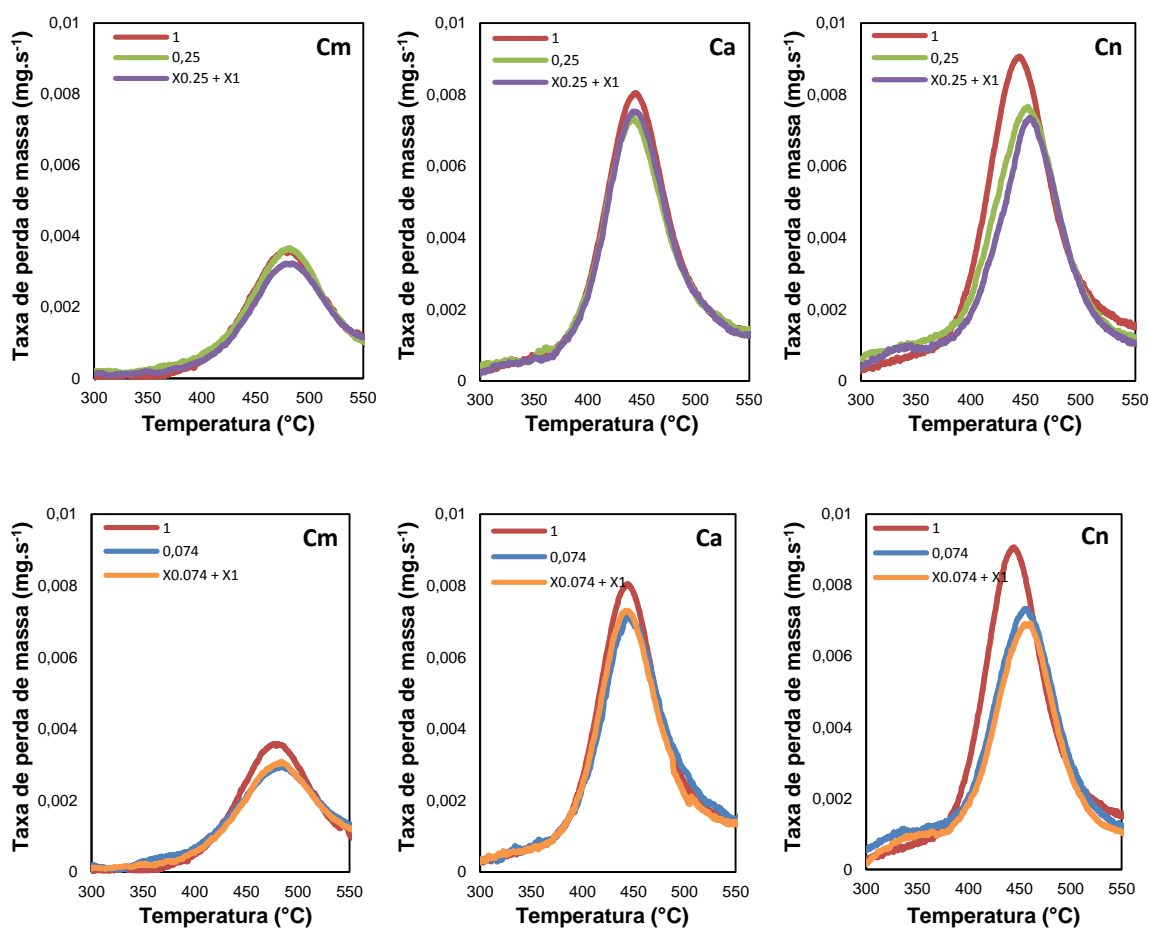 Taxa de perda de massa (mg.s⁻¹)
0,01
0,008
0,006
0,004
0,002
0
1
0,25
X0.25 + X1
Cm
300 350 400 450 500 550
Temperatura (°C)
Taxa de perda de massa (mg.s⁻¹)
0,01
0,008
0,006
0,004
0,002
0
1
0,25
X0.25 + X1
Ca
300 350 400 450 500 550
Temperatura (°C)
Taxa de perda de massa (mg.s⁻¹)
0,01
0,008
0,006
0,004
0,002
0
1
0,25
X0.25 + X1
Cn
300 350 400 450 500 550
Temperatura (°C)
Taxa de perda de massa (mg.s⁻¹)
0,01
0,008
0,006
0,004
0,002
0
1
0,074
X0.074 + X1
Cm
300 350 400 450 500 550
Temperatura (°C)
Taxa de perda de massa (mg.s⁻¹)
0,01
0,008
0,006
0,004
0,002
0
1
0,074
X0.074 + X1
Ca
300 350 400 450 500 550
Temperatura (°C)
Taxa de perda de massa (mg.s⁻¹)
0,01
0,008
0,006
0,004
0,002
0
1
0,074
X0.074 + X1
Cn
300 350 400 450 500 550
Temperatura (°C)